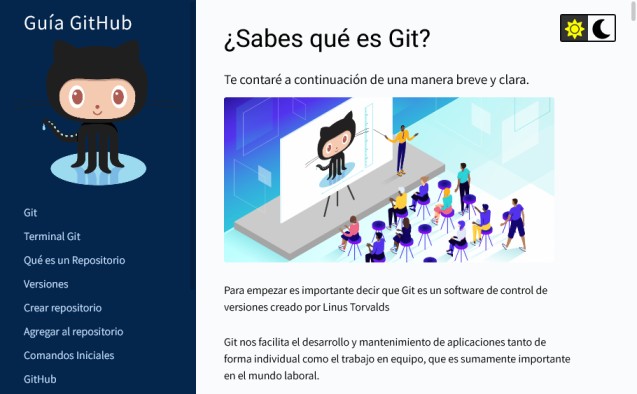 Guía GitHub
Git
Terminal Git
Qué es un Repositorio
Versiones
Crear repositorio
Agregar al repositorio
Comandos Iniciales
GitHub
¿Sabes qué es Git?
Te contaré a continuación de una manera breve y clara.
Para empezar es importante decir que Git es un software de control de
versiones creado por Linus Torvalds
Git nos facilita el desarrollo y mantenimiento de aplicaciones tanto de
forma individual como el trabajo en equipo, que es sumamente importante
en el mundo laboral.